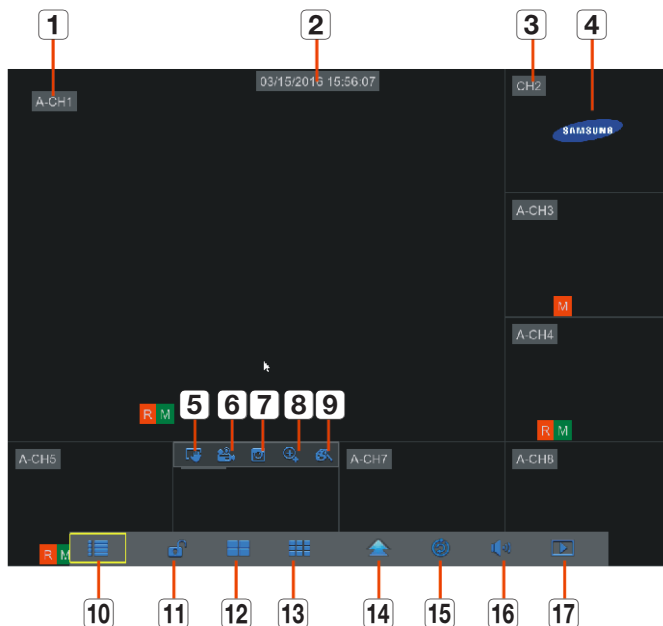 1 2 3 4
03/15/2016 15:56:07
A-CH1
CH2
SAMSUNG
A-CH3
M
A-CH4
R M
R M
5 6 7 8 9
A-CH5
A-CH7
A-CH8
R M
10 11 12 13 14 15 16 17